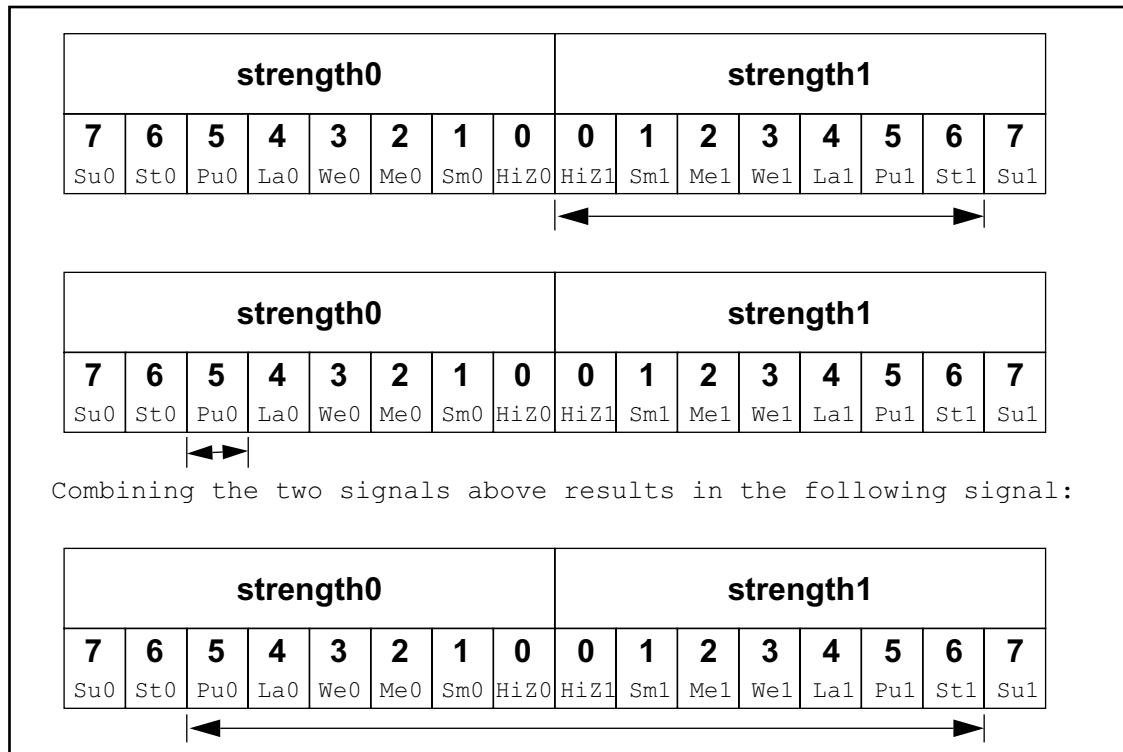 strength0 strength1
7 6 5 4 3 2 1 0 0 1 2 3 4 5 6 7
Su0 St0 Pu0 La0 We0 Me0 Sm0 HiZ0 HiZ1 Sm1 Me1 We1 La1 Pu1 St1 Su1
strength0 strength1
7 6 5 4 3 2 1 0 0 1 2 3 4 5 6 7
Su0 St0 Pu0 La0 We0 Me0 Sm0 HiZ0 HiZ1 Sm1 Me1 We1 La1 Pu1 St1 Su1
Combining the two signals above results in the following signal:
strength0 strength1
7 6 5 4 3 2 1 0 0 1 2 3 4 5 6 7
Su0 St0 Pu0 La0 We0 Me0 Sm0 HiZ0 HiZ1 Sm1 Me1 We1 La1 Pu1 St1 Su1